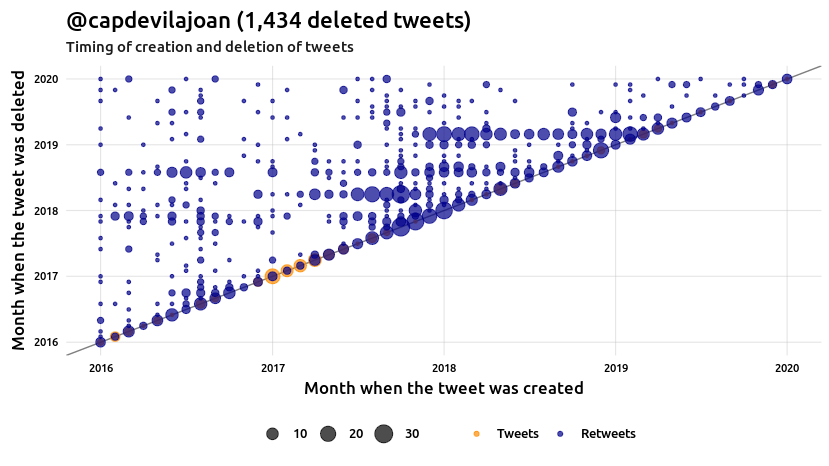 @capdevilajoan (1,434 deleted tweets)
Timing of creation and deletion of tweets
Month when the tweet was deleted
2020
2019
2018
2017
2016
2016 2017 2018 2019 2020
Month when the tweet was created
10 20 30 Tweets Retweets